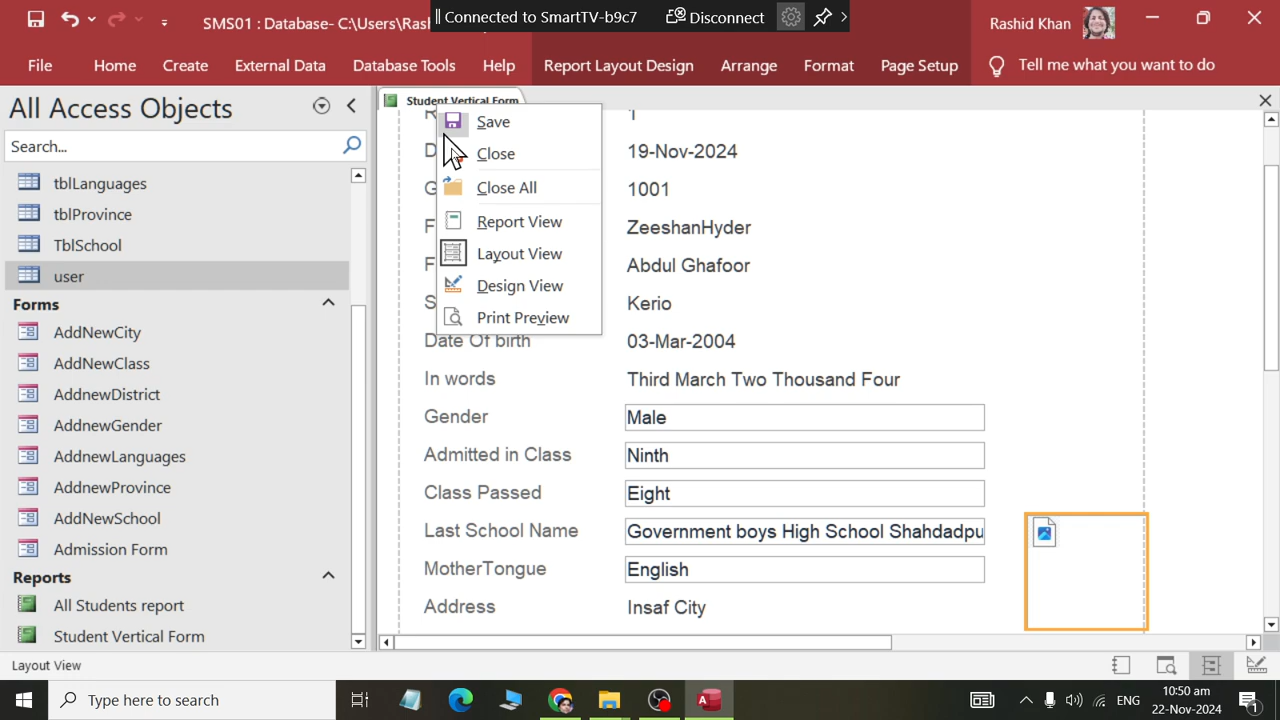 SMS01 : Database- C:\Users\Ras
Connected to SmartTV-b9c7
Disconnect
Rashid Khan
File
Home
Create
External Data
Database Tools
Help
Report Layout Design
Arrange
Format
Page Setup
Tell me what you want to do
All Access Objects
Search...
tblLanguages
tblProvince
TblSchool
user
Forms
AddNewCity
AddNewClass
AddnewDistrict
AddnewGender
AddnewLanguages
AddnewProvince
AddNewSchool
Admission Form
Reports
All Students report
Student Vertical Form
Student Vertical Form
Save
Close
Close All
Report View
Layout View
Design View
Print Preview
1
19-Nov-2024
1001
ZeeshanHyder
Abdul Ghafoor
Kerio
Date Of birth 03-Mar-2004
In words Third March Two Thousand Four
Gender Male
Admitted in Class Ninth
Class Passed Eight
Last School Name Government boys High School Shahdadpu
MotherTongue English
Address Insaf City
Layout View
Type here to search
ENG
10:50 am
22-Nov-2024
1